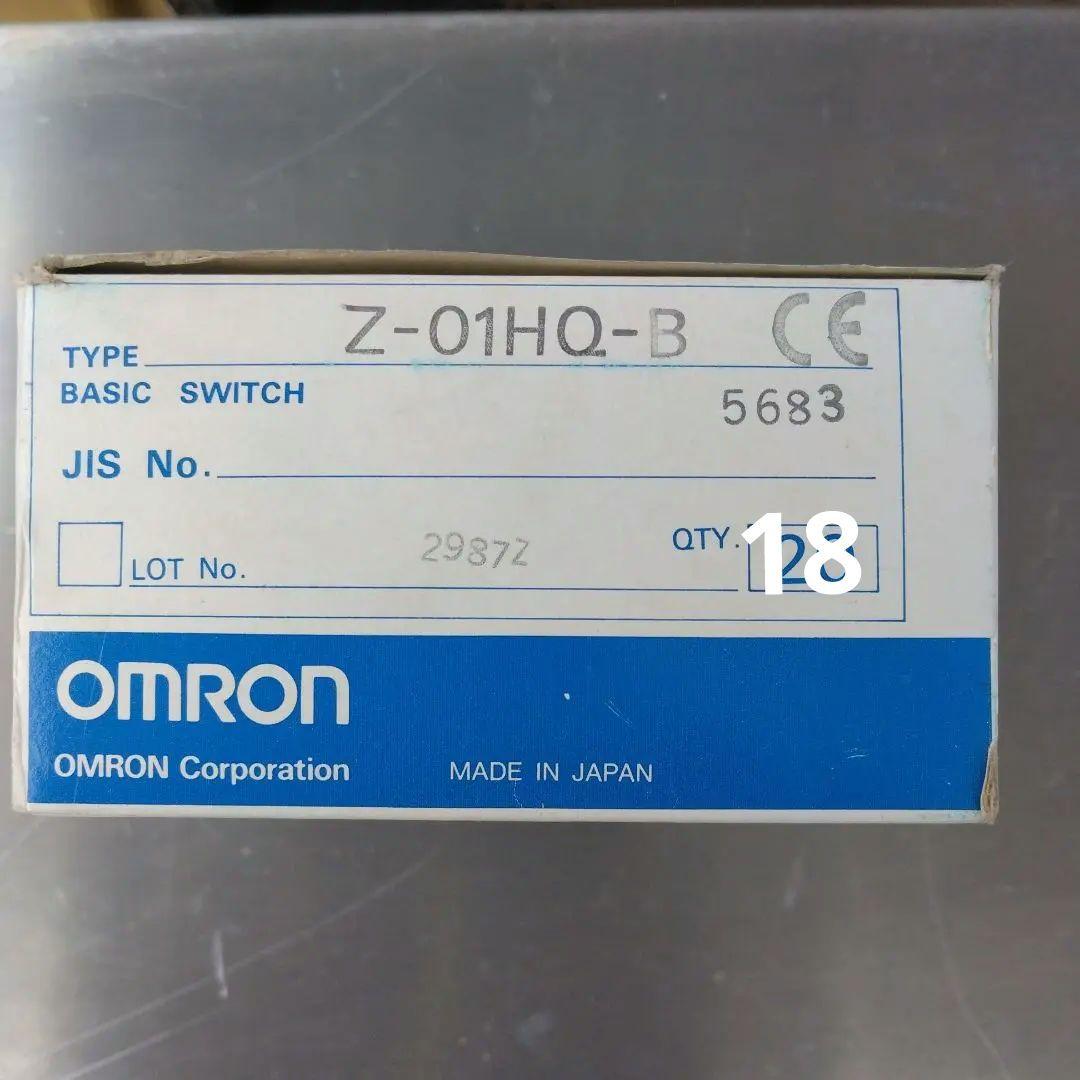 TYPE Z-01HQ-B CE
BASIC SWITCH 5683
JIS No.
LOT No. 2987Z QTY. 18
OMRON
OMRON Corporation MADE IN JAPAN